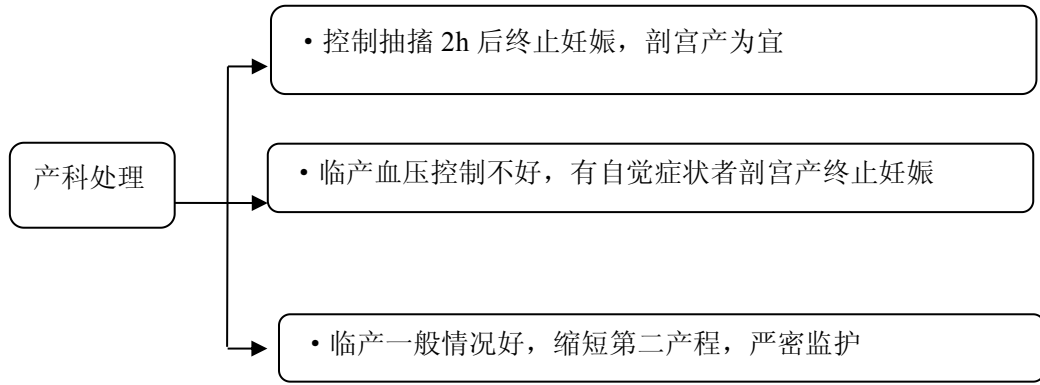 产科处理
·控制抽搐 2h 后终止妊娠，剖宫产为宜
·临产血压控制不好，有自觉症状者剖宫产终止妊娠
·临产一般情况好，缩短第二产程，严密监护